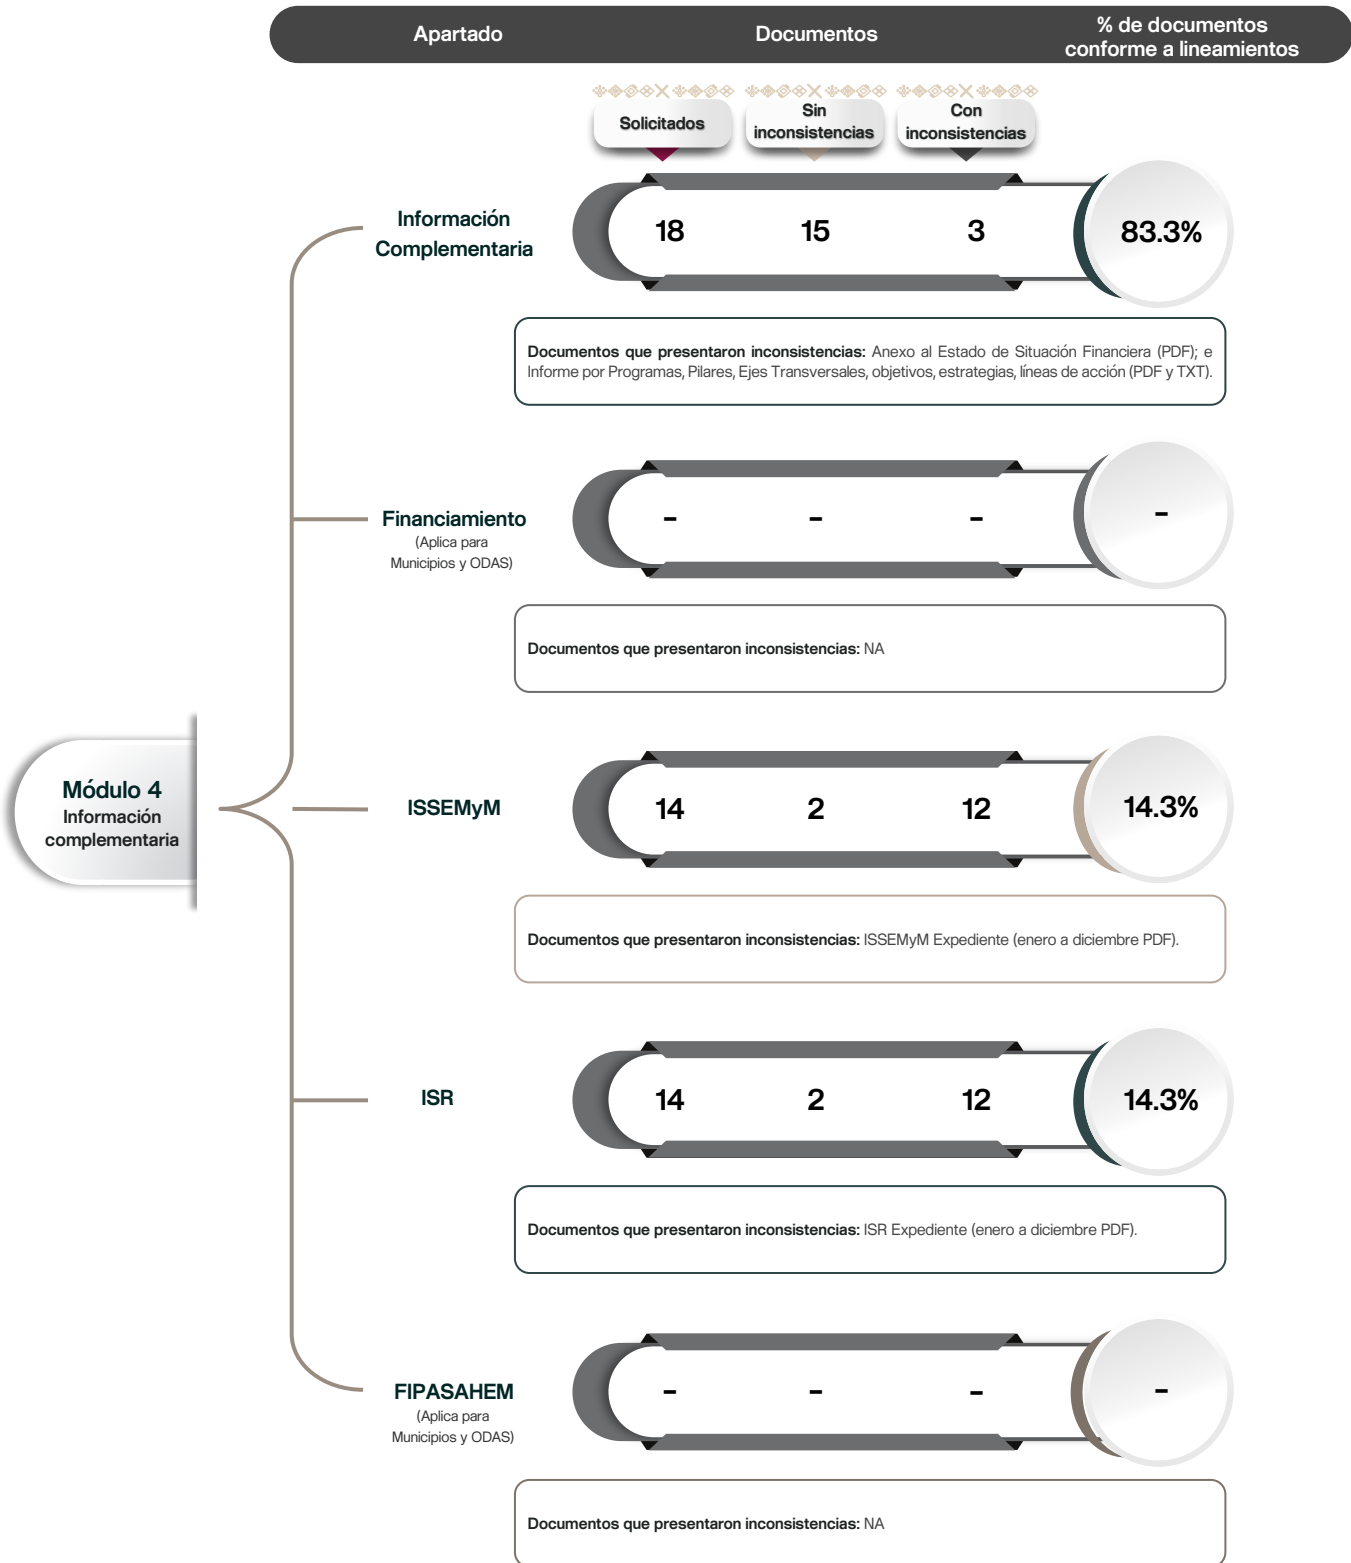 Apartado
Documentos
% de documentos
conforme a lineamientos
Solicitados
Sin
inconsistencias
Con
inconsistencias
Información
Complementaria
18
15
3
83.3%
Documentos que presentaron inconsistencias: Anexo al Estado de Situación Financiera (PDF); e
Informe por Programas, Pilares, Ejes Transversales, objetivos, estrategias, líneas de acción (PDF y TXT).
Financiamiento
(Aplica para
Municipios y ODAS)
-
-
-
-
Documentos que presentaron inconsistencias: NA
Módulo 4
Información
complementaria
ISSEMyM
14
2
12
14.3%
Documentos que presentaron inconsistencias: ISSEMyM Expediente (enero a diciembre PDF).
ISR
14
2
12
14.3%
Documentos que presentaron inconsistencias: ISR Expediente (enero a diciembre PDF).
FIPASAHEM
(Aplica para
Municipios y ODAS)
-
-
-
-
Documentos que presentaron inconsistencias: NA